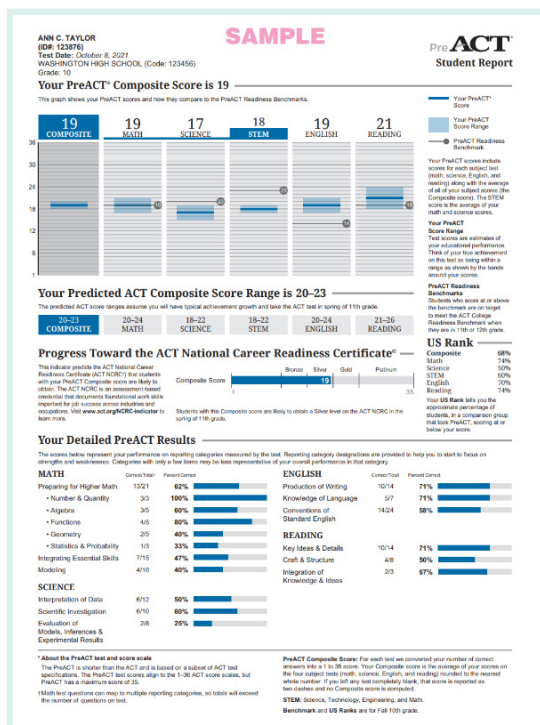 SAMPLE
ANN C. TAYLOR
(ID#: 123876)
Test Date: October 8, 2021
WASHINGTON HIGH SCHOOL (Code: 123456)
Grade: 10
PreACT®
Student Report
Your PreACT® Composite Score is 19
This graph shows your PreACT scores and how they compare to the PreACT Readiness Benchmarks.
19 19 17 18 19 21
COMPOSITE MATH SCIENCE STEM ENGLISH READING
36
30
24
18
12
6
1
19
20
23
14
Your PreACT®
Score
Your PreACT
Score Range
PreACT Readiness
Benchmark
Your PreACT scores include
scores for each subject test
(math, science, English, and
reading) along with the average
of all of your subject scores (the
Composite score). The STEM
score is the average of your
math and science scores.
Your PreACT
Score Range
Test scores are estimates of
your educational performance.
Think of your true achievement
on this test as being within a
range as shown by the bands
around your scores.
PreACT Readiness
Benchmarks
Students who score at or above
the benchmark are on target
to meet the ACT College
Readiness Benchmark when
they are in 11th or 12th grade.
Your Predicted ACT Composite Score Range is 20–23
The predicted ACT score ranges assume you will have typical achievement growth and take the ACT test in spring of 11th grade.
20–23 20–24 18–22 18–22 20–24 21–26
COMPOSITE MATH SCIENCE STEM ENGLISH READING
US Rank
Composite 68%
Math 74%
Science 50%
STEM 60%
English 70%
Reading 74%
Your US Rank tells you the
approximate percentage of
students, in a comparison group
that took PreACT, scoring at or
below your score.
Progress Toward the ACT National Career Readiness Certificate®
This indicator predicts the ACT National Career
Readiness Certificate (ACT NCRC®) that students
with your PreACT Composite score are likely to
obtain. The ACT NCRC is an assessment-based
credential that documents foundational work skills
important for job success across industries and
occupations. Visit www.act.org/NCRC-indicator to
learn more.
Bronze Silver Gold Platinum
Composite Score 19
1 35
Students with this Composite score are likely to obtain a Silver level on the ACT NCRC in the
spring of 11th grade.
Your Detailed PreACT Results
The scores below represent your performance on reporting categories measured by the test. Reporting category designations are provided to help you to start to focus on
strengths and weaknesses. Categories with only a few items may be less representative of your overall performance in that category.
MATH Correct/Total† Percent Correct
Preparing for Higher Math 13/21 62%
• Number & Quantity 3/3 100%
• Algebra 3/5 60%
• Functions 4/5 80%
• Geometry 2/5 40%
• Statistics & Probability 1/3 33%
Integrating Essential Skills 7/15 47%
Modeling 4/10 40%
SCIENCE
Interpretation of Data 6/12 50%
Scientific Investigation 6/10 60%
Evaluation of
Models, Inferences &
Experimental Results 2/8 25%
ENGLISH Correct/Total Percent Correct
Production of Writing 10/14 71%
Knowledge of Language 5/7 71%
Conventions of
Standard English 14/24 58%
READING
Key Ideas & Details 10/14 71%
Craft & Structure 4/8 50%
Integration of
Knowledge & Ideas 2/3 67%
* About the PreACT test and score scale
The PreACT is shorter than the ACT and is based on a subset of ACT test
specifications. The PreACT test scores align to the 1–36 ACT score scales, but
PreACT has a maximum score of 35.
† Math test questions can map to multiple reporting categories, so totals will exceed
the number of questions on test.
PreACT Composite Score: For each test we converted your number of correct
answers into a 1 to 35 score. Your Composite score is the average of your scores on
the four subject tests (math, science, English, and reading) rounded to the nearest
whole number. If you left any test completely blank, that score is reported as
two dashes and no Composite score is computed.
STEM: Science, Technology, Engineering, and Math.
Benchmark and US Ranks are for Fall 10th grade.